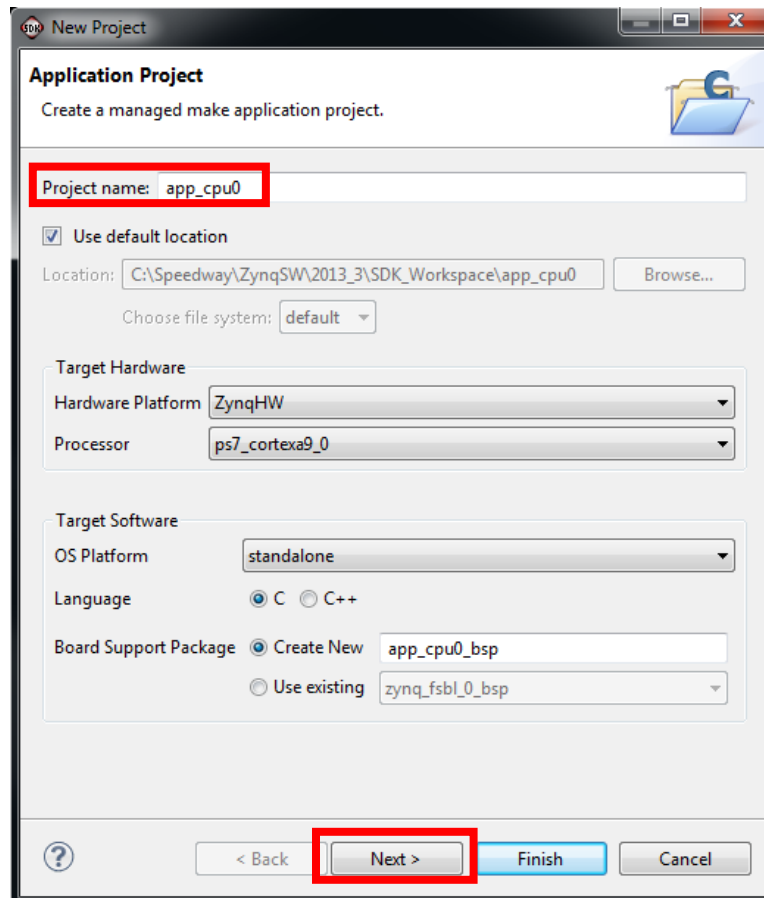 SDK New Project
Application Project
Create a managed make application project.
C
Project name: app_cpu0
Use default location
Location: C:\Speedway\ZynqSW\2013_3\SDK_Workspace\app_cpu0 Browse...
Choose file system: default
Target Hardware
Hardware Platform ZynqHW
Processor ps7_cortexa9_0
Target Software
OS Platform standalone
Language C C++
Board Support Package Create New app_cpu0_bsp
Use existing zynq_fsbl_0_bsp
? < Back Next > Finish Cancel